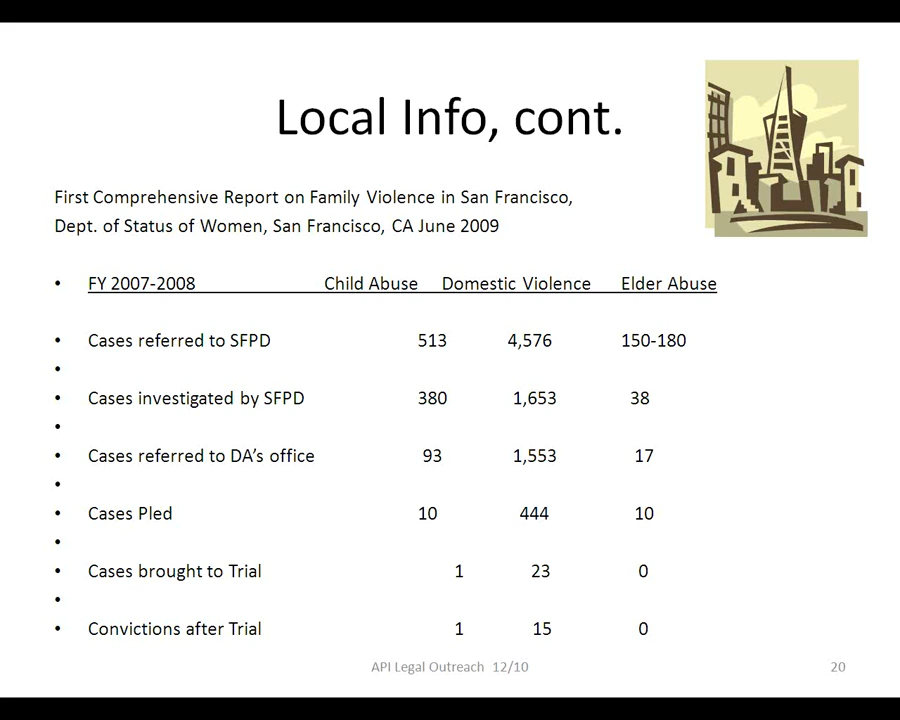 Local Info, cont.
First Comprehensive Report on Family Violence in San Francisco,
Dept. of Status of Women, San Francisco, CA June 2009
• FY 2007-2008 Child Abuse Domestic Violence Elder Abuse
• Cases referred to SFPD 513 4,576 150-180
•
• Cases investigated by SFPD 380 1,653 38
•
• Cases referred to DA’s office 93 1,553 17
•
• Cases Pled 10 444 10
•
• Cases brought to Trial 1 23 0
•
• Convictions after Trial 1 15 0
API Legal Outreach 12/10 20